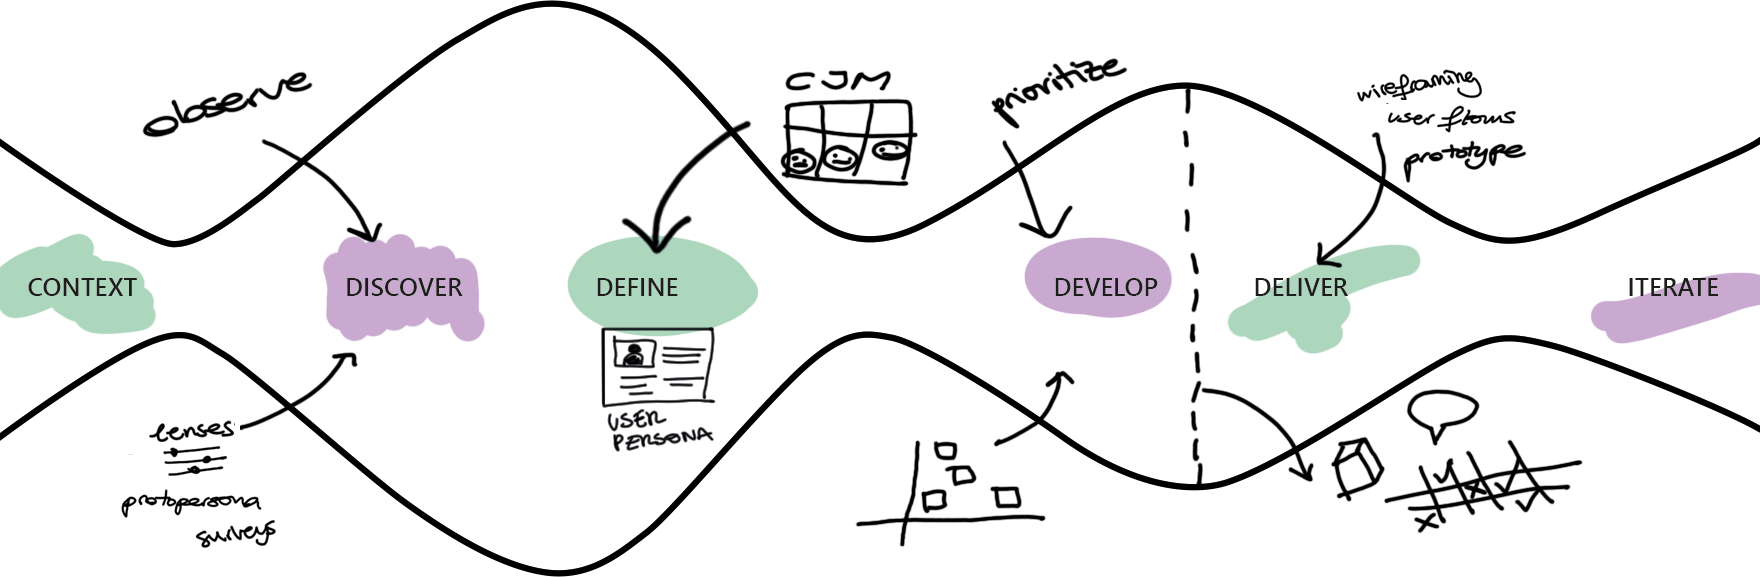 observe
CJM
prioritize
wireframing
user flows
prototype
CONTEXT
DISCOVER
DEFINE
DEVELOP
DELIVER
ITERATE
USER
PERSONA
lenses
protopersona
surveys